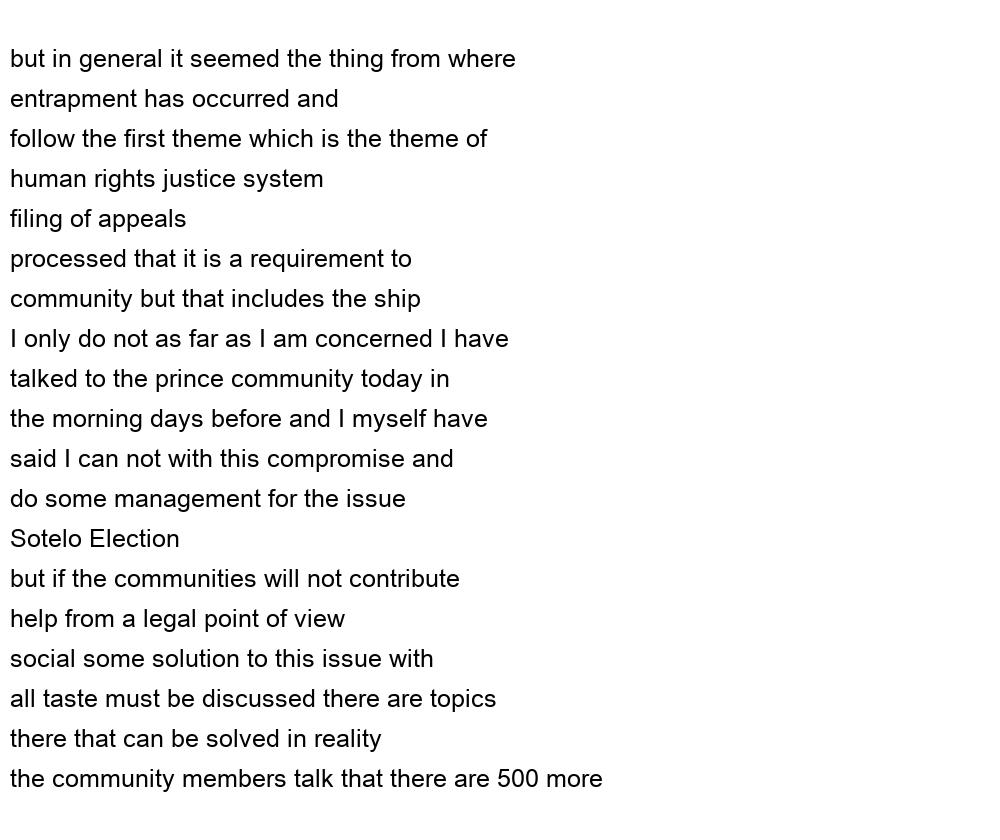 but in general it seemed the thing from where
entrapment has occurred and
follow the first theme which is the theme of
human rights justice system
filing of appeals
processed that it is a requirement to
community but that includes the ship
I only do not as far as I am concerned I have
talked to the prince community today in
the morning days before and I myself have
said I can not with this compromise and
do some management for the issue
Sotelo Election
but if the communities will not contribute
help from a legal point of view
social some solution to this issue with
all taste must be discussed there are topics
there that can be solved in reality
the community members talk that there are 500 more